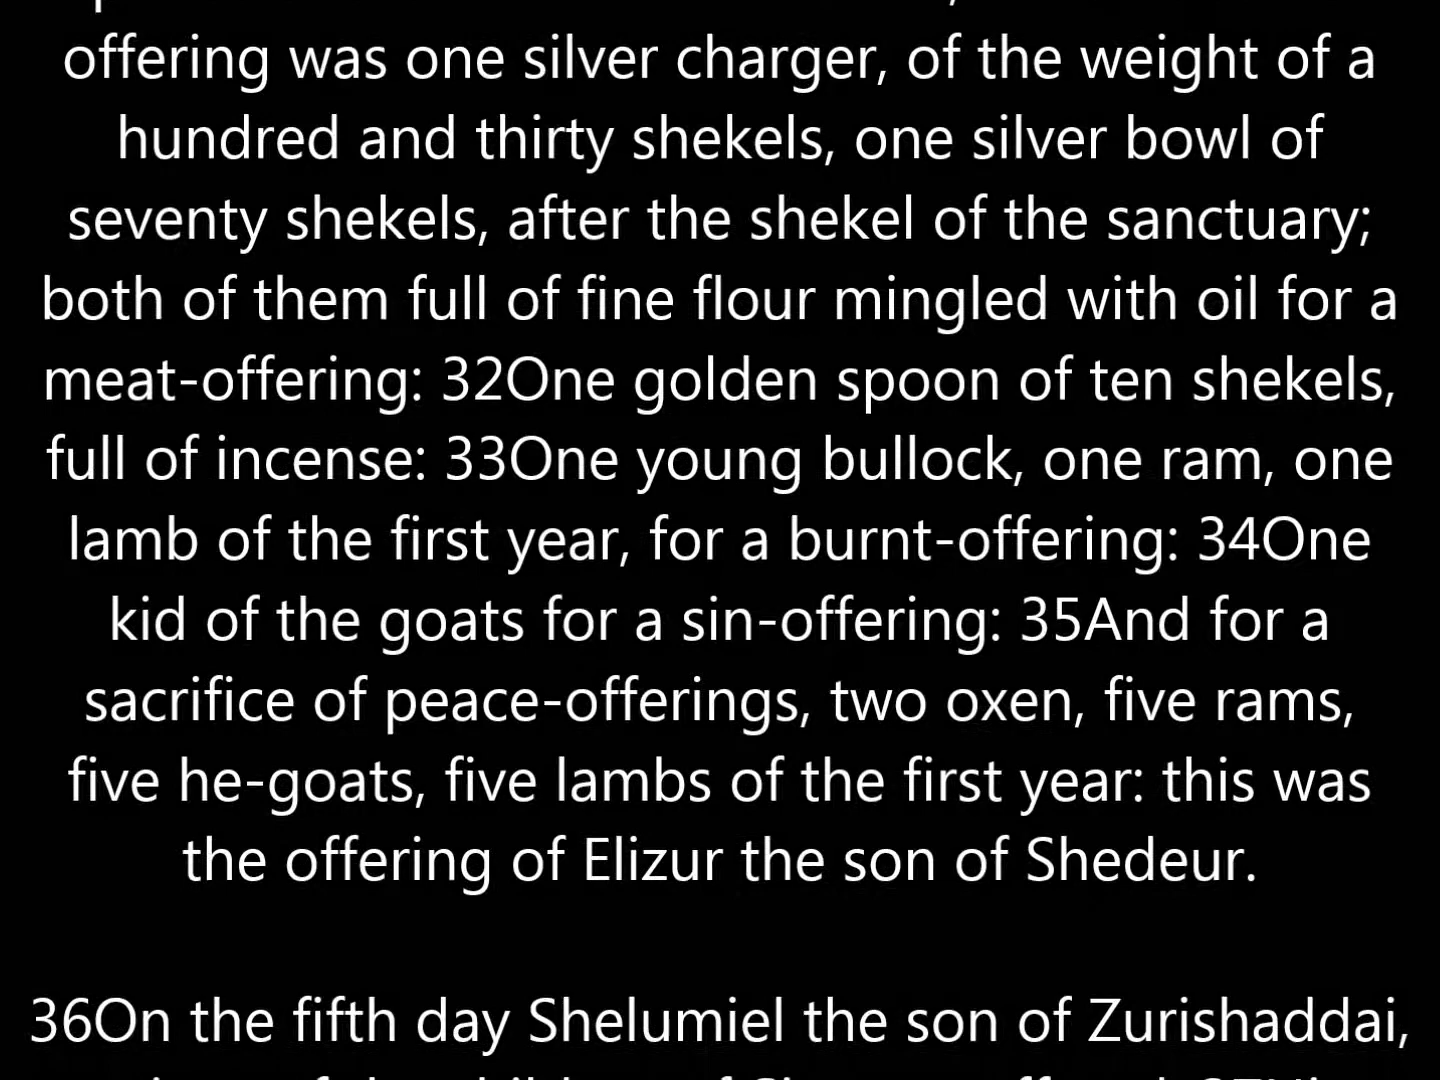 offering was one silver charger, of the weight of a
hundred and thirty shekels, one silver bowl of
seventy shekels, after the shekel of the sanctuary;
both of them full of fine flour mingled with oil for a
meat-offering: 32One golden spoon of ten shekels,
full of incense: 33One young bullock, one ram, one
lamb of the first year, for a burnt-offering: 34One
kid of the goats for a sin-offering: 35And for a
sacrifice of peace-offerings, two oxen, five rams,
five he-goats, five lambs of the first year: this was
the offering of Elizur the son of Shedeur.
36On the fifth day Shelumiel the son of Zurishaddai,